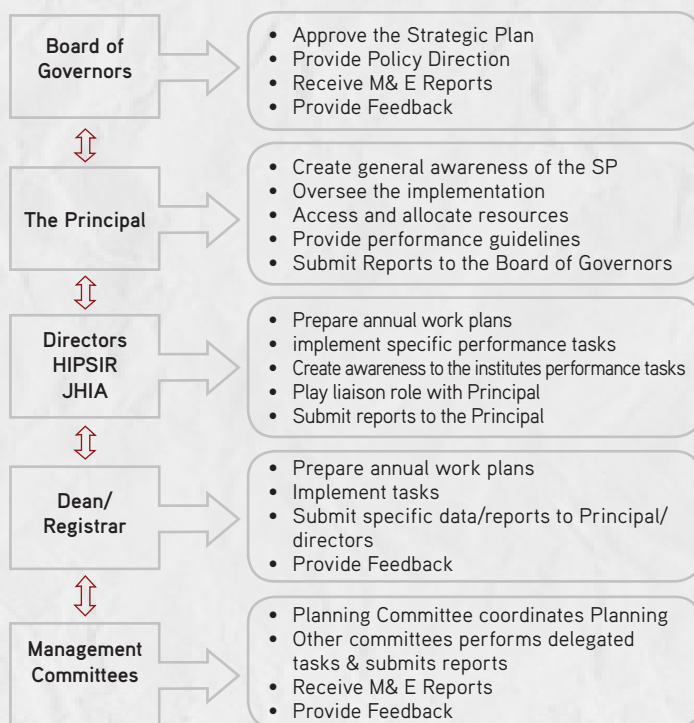 Board of
Governors
• Approve the Strategic Plan
• Provide Policy Direction
• Receive M& E Reports
• Provide Feedback
The Principal
• Create general awareness of the SP
• Oversee the implementation
• Access and allocate resources
• Provide performance guidelines
• Submit Reports to the Board of Governors
Directors
HIPSIR
JHIA
• Prepare annual work plans
• implement specific performance tasks
• Create awareness to the institutes performance tasks
• Play liaison role with Principal
• Submit reports to the Principal
Dean/
Registrar
• Prepare annual work plans
• Implement tasks
• Submit specific data/reports to Principal/
directors
• Provide Feedback
Management
Committees
• Planning Committee coordinates Planning
• Other committees performs delegated
tasks & submits reports
• Receive M& E Reports
• Provide Feedback